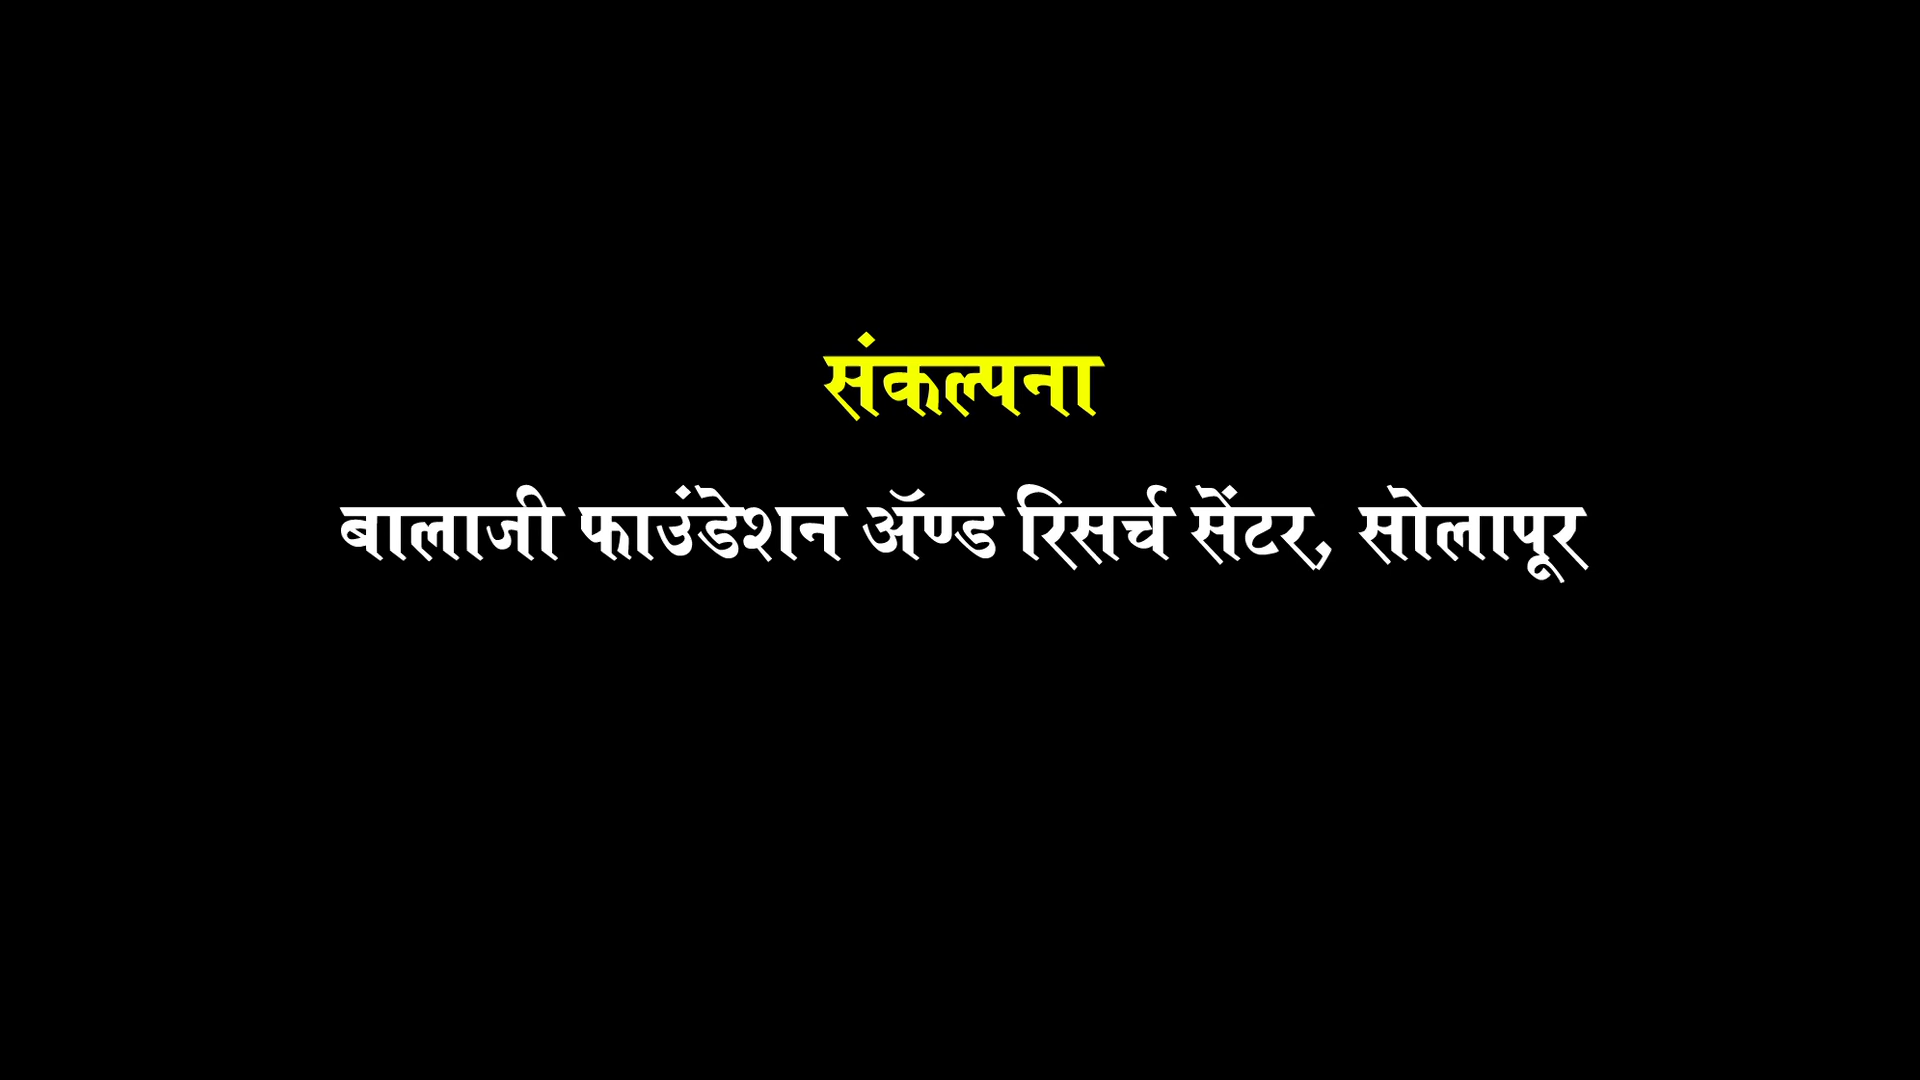 संकल्पना
बालाजी फाउंडेशन ॲण्ड रिसर्च सेंटर, सोलापूर